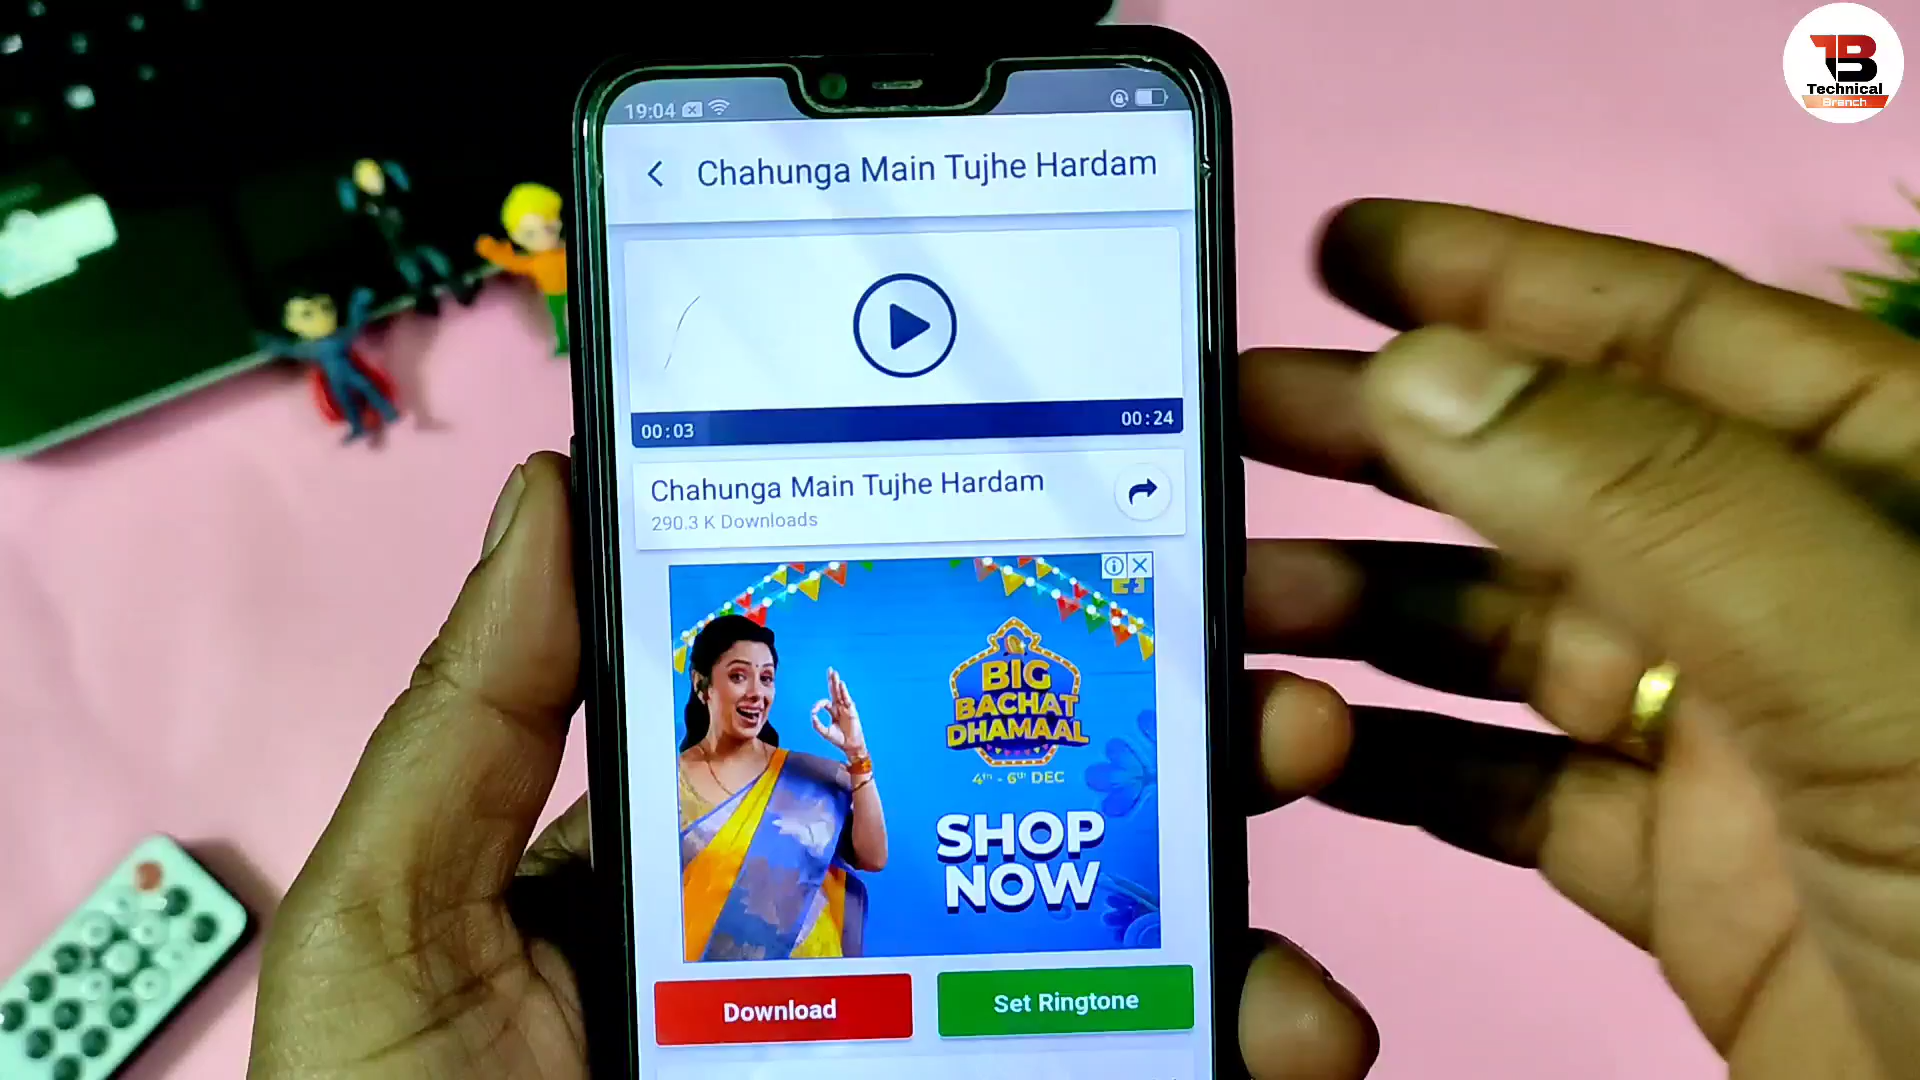 1B
Technical
Branch
19:04
Chahunga Main Tujhe Hardam
00:03
00:24
Chahunga Main Tujhe Hardam
290.3 K Downloads
BIG
BACHAT
DHAMAAL
4th - 6th DEC
SHOP
NOW
Download
Set Ringtone